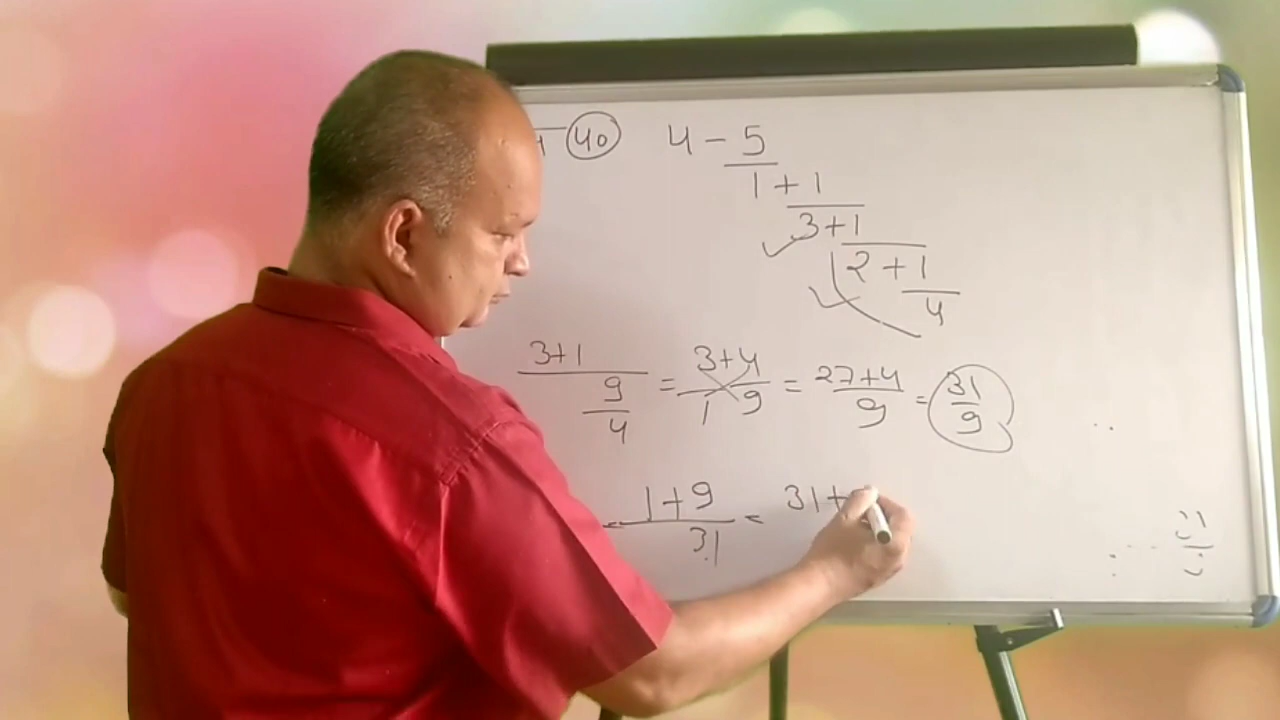 40 4 - 5
1 + 1
3 + 1
2 + 1
4
3+1 = 3+4 = 27+4 = 31
9 1 9 9 9
4
1+9 = 31+
31